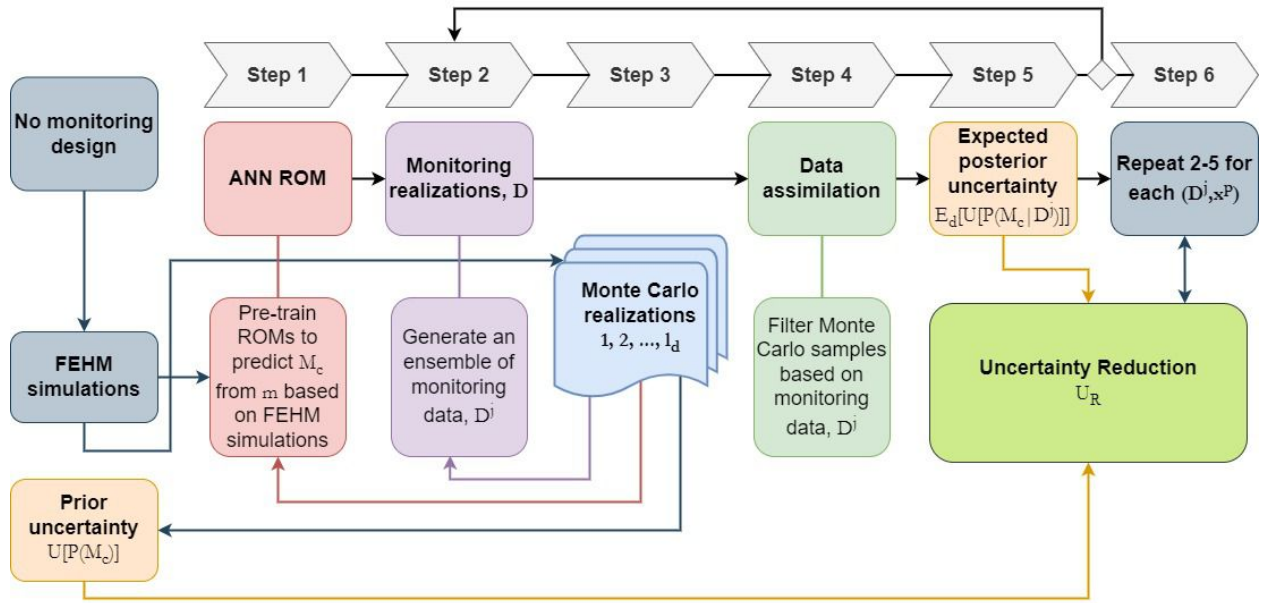 Step 1
Step 2
Step 3
Step 4
Step 5
Step 6
No monitoring
design
ANN ROM
Monitoring
realizations, D
Data
assimilation
Expected
posterior
uncertainty
E_d[U[P(M_c|D^j)]]
Repeat 2-5 for
each (D^j,x^p)
FEHM
simulations
Pre-train
ROMs to
predict M_c
from m based
on FEHM
simulations
Generate an
ensemble of
monitoring
data, D^j
Monte Carlo
realizations
1, 2, ..., l_d
Filter Monte
Carlo samples
based on
monitoring
data, D^j
Uncertainty Reduction
U_R
Prior
uncertainty
U[P(M_c)]